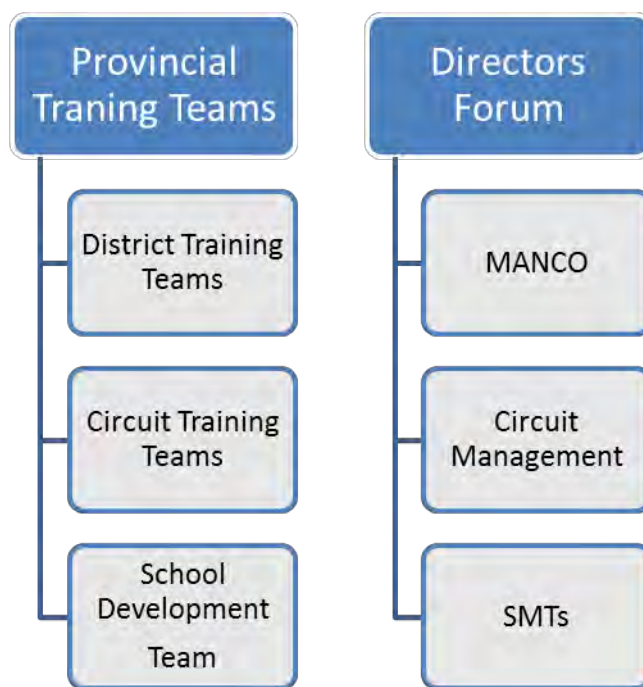 Provincial
Traning Teams
District Training
Teams
Circuit Training
Teams
School
Development
Team
Directors
Forum
MANCO
Circuit
Management
SMTs